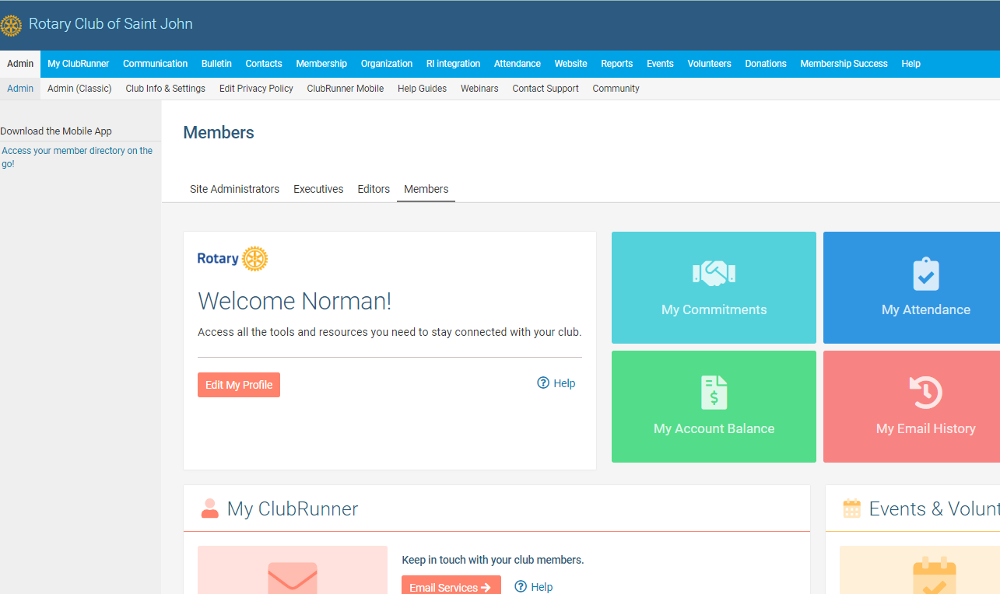 Rotary Club of Saint John
Admin My ClubRunner Communication Bulletin Contacts Membership Organization RI integration Attendance Website Reports Events Volunteers Donations Membership Success Help
Admin Admin (Classic) Club Info & Settings Edit Privacy Policy ClubRunner Mobile Help Guides Webinars Contact Support Community
Download the Mobile App
Access your member directory on the
go!
Members
Site Administrators Executives Editors Members
Rotary
Welcome Norman!
Access all the tools and resources you need to stay connected with your club.
Edit My Profile
Help
My Commitments
My Attendance
My Account Balance
My Email History
My ClubRunner
Keep in touch with your club members.
Email Services
Help
Events & Volunt